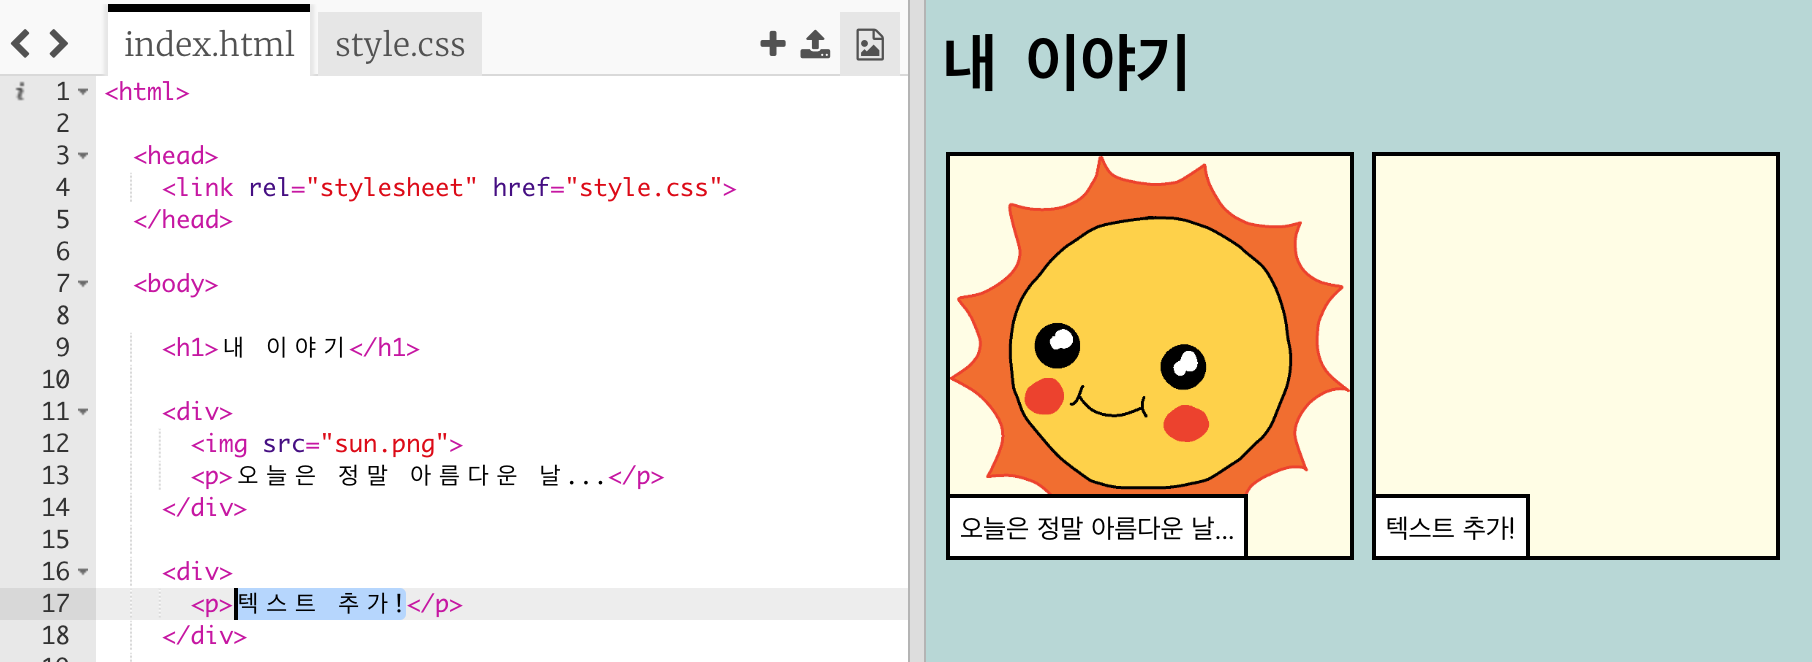 index.html style.css
1 <html>
2
3 <head>
4 <link rel="stylesheet" href="style.css">
5 </head>
6
7 <body>
8
9 <h1>내 이야기</h1>
10
11 <div>
12 <img src="sun.png">
13 <p>오늘은 정말 아름다운 날...</p>
14 </div>
15
16 <div>
17 <p>텍스트 추가!</p>
18 </div>
내 이야기
오늘은 정말 아름다운 날...
텍스트 추가!